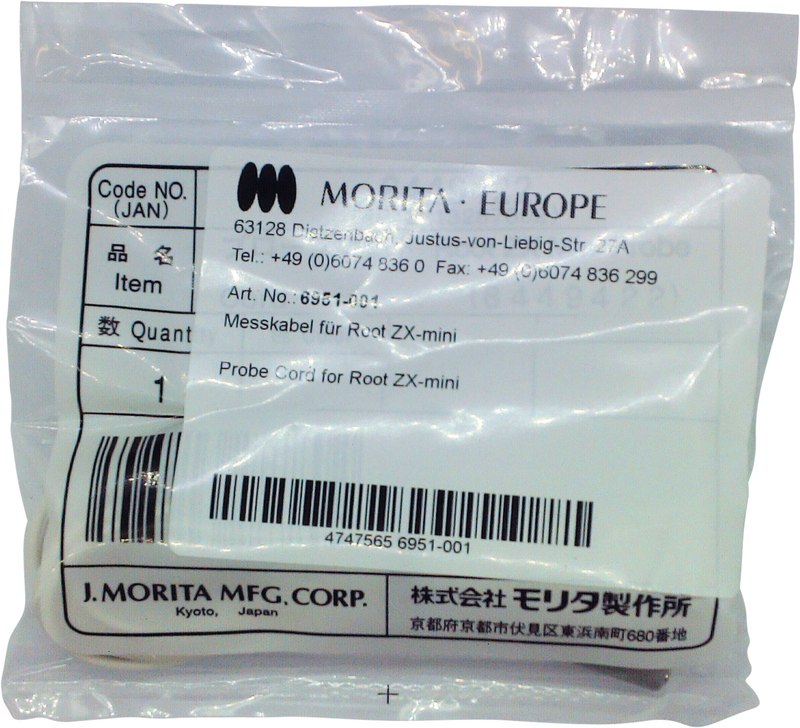 MORITA · EUROPE
63128 Dietzenbach, Justus-von-Liebig-Str. 27A
Tel.: +49 (0)6074 836 0 Fax: +49 (0)6074 836 299
Art. No.: 6951-001
Messkabel für Root ZX-mini
Probe Cord for Root ZX-mini
4747565 6951-001
Code NO.
(JAN)
品 名
Item
数 Quant
1
J. MORITA MFG. CORP.
Kyoto, Japan
株式会社 モリタ製作所
京都府京都市伏見区東浜南町680番地